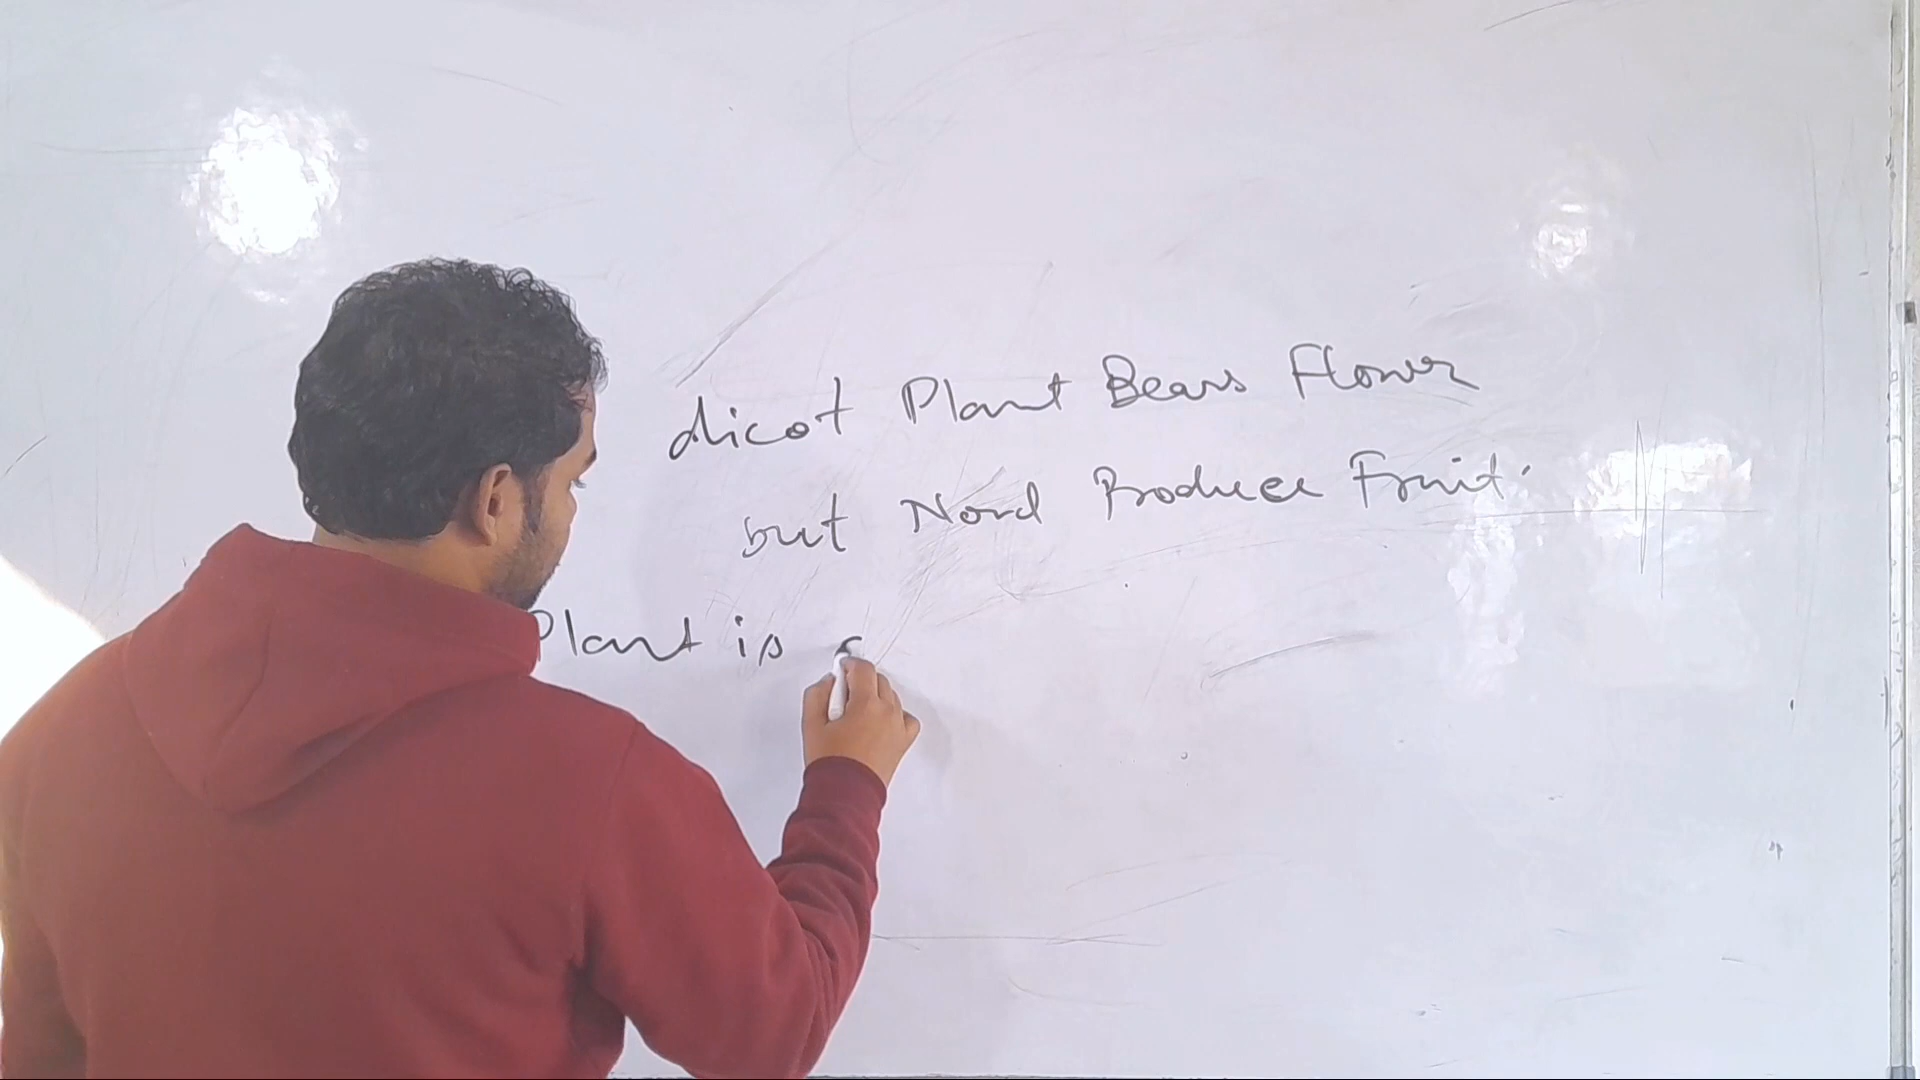 dicot Plant Bears Flower
but Nord Produce Fruit.
Plant is